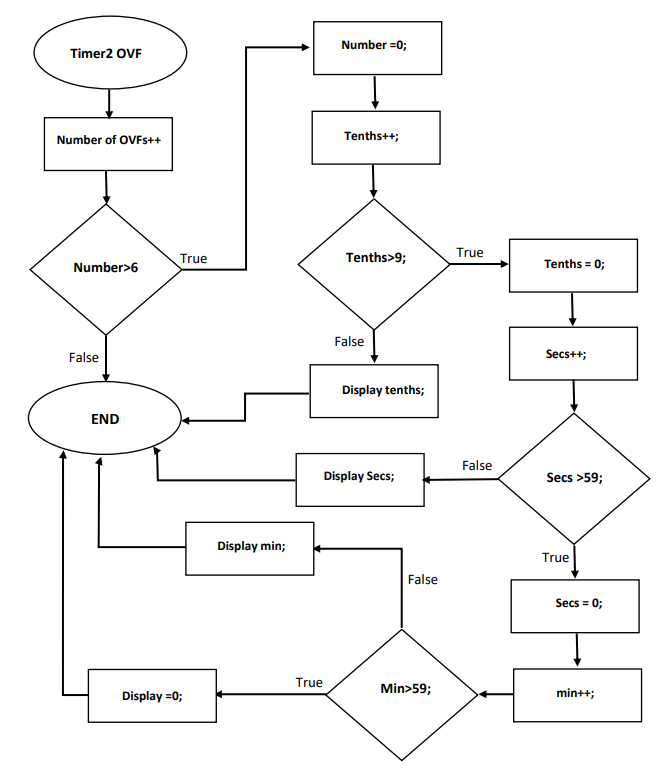 Timer2 OVF
Number of OVFs++
Number>6
True
False
END
Number =0;
Tenths++;
Tenths>9;
True
False
Display tenths;
Tenths = 0;
Secs++;
Secs >59;
False
Display Secs;
True
Secs = 0;
min++;
Min>59;
False
Display min;
True
Display =0;